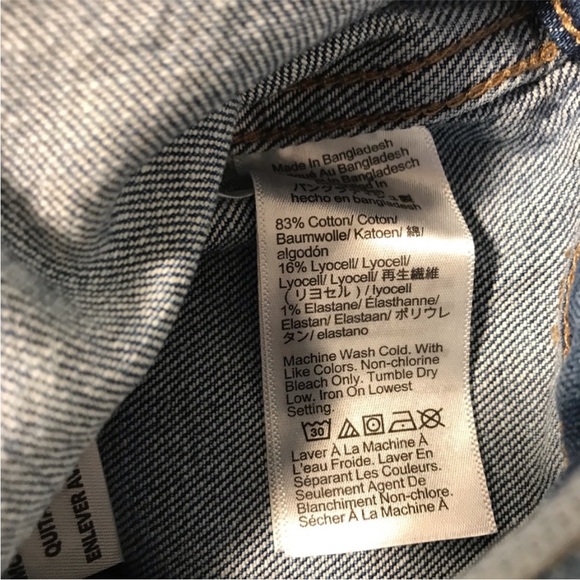 Made In Bangladesh
Au Bangladesh
In Bangladesch
hecho en bangladesh
83% Cotton/ Coton/
Baumwolle/ Katoen/ 綿/
algodón
16% Lyocell/ Lyocell/
Lyocell/ Lyocell/ 再生繊維
(リヨセル)/lyocell
1% Elastane/ Élasthanne/
Elastan/ Elastaan/ ポリウレ
タン/ elastano
Machine Wash Cold. With
Like Colors. Non-chlorine
Bleach Only. Tumble Dry
Low. Iron On Lowest
Setting.
30
Laver À La Machine À
L'eau Froide. Laver En
Séparant Les Couleurs.
Seulement Agent De
Blanchiment Non-chlore.
Sécher À La Machine À
ENLEVER